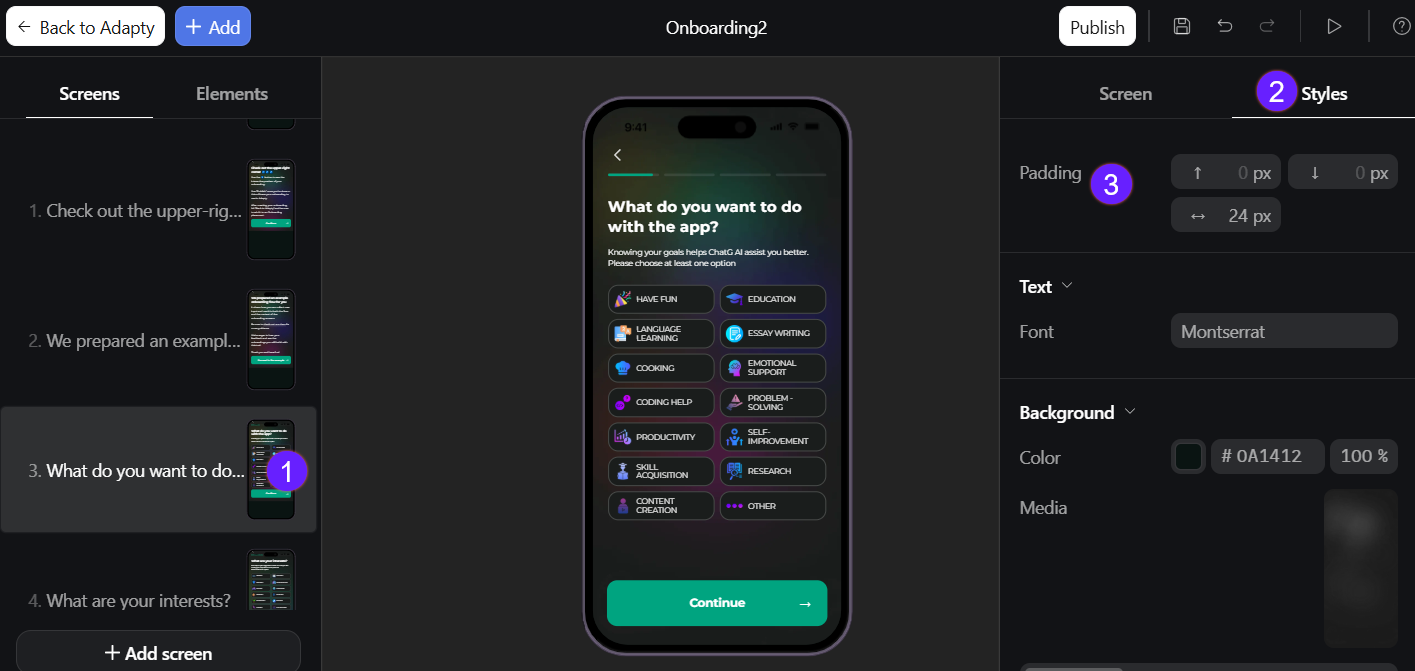 ← Back to Adapty
+ Add
Onboarding2
Publish
Screens
Elements
1. Check out the upper-rig...
2. We prepared an exampl...
3. What do you want to do...
1
4. What are your interests?
+ Add screen
9:41
What do you want to do
with the app?
Knowing your goals helps ChatG AI assist you better.
Please choose at least one option
HAVE FUN
EDUCATION
LANGUAGE
LEARNING
ESSAY WRITING
COOKING
EMOTIONAL
SUPPORT
CODING HELP
PROBLEM -
SOLVING
PRODUCTIVITY
SELF-
IMPROVEMENT
SKILL
ACQUISITION
RESEARCH
CONTENT
CREATION
OTHER
Continue →
Screen
2
Styles
Padding
3
↑ 0 px
↓ 0 px
↔ 24 px
Text
Font
Montserrat
Background
Color
# 0A1412
100 %
Media